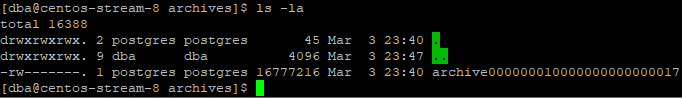 [dba@centos-stream-8 archives]$ ls -la
total 16388
drwxrwxrwx. 2 postgres postgres       45 Mar  3 23:40 .
drwxrwxrwx. 9 dba      dba          4096 Mar  3 23:47 ..
-rw-------. 1 postgres postgres 16777216 Mar  3 23:40 archive000000010000000000000017
[dba@centos-stream-8 archives]$